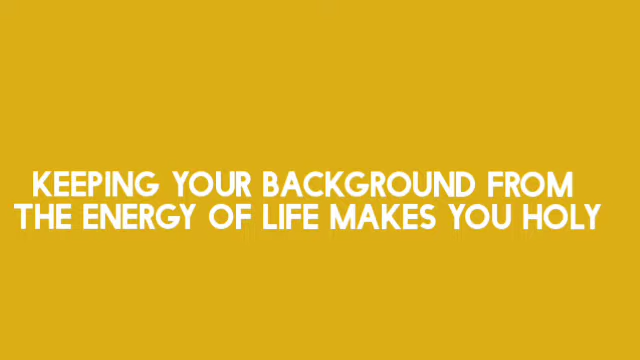 KEEPING YOUR BACKGROUND FROM
THE ENERGY OF LIFE MAKES YOU HOLY